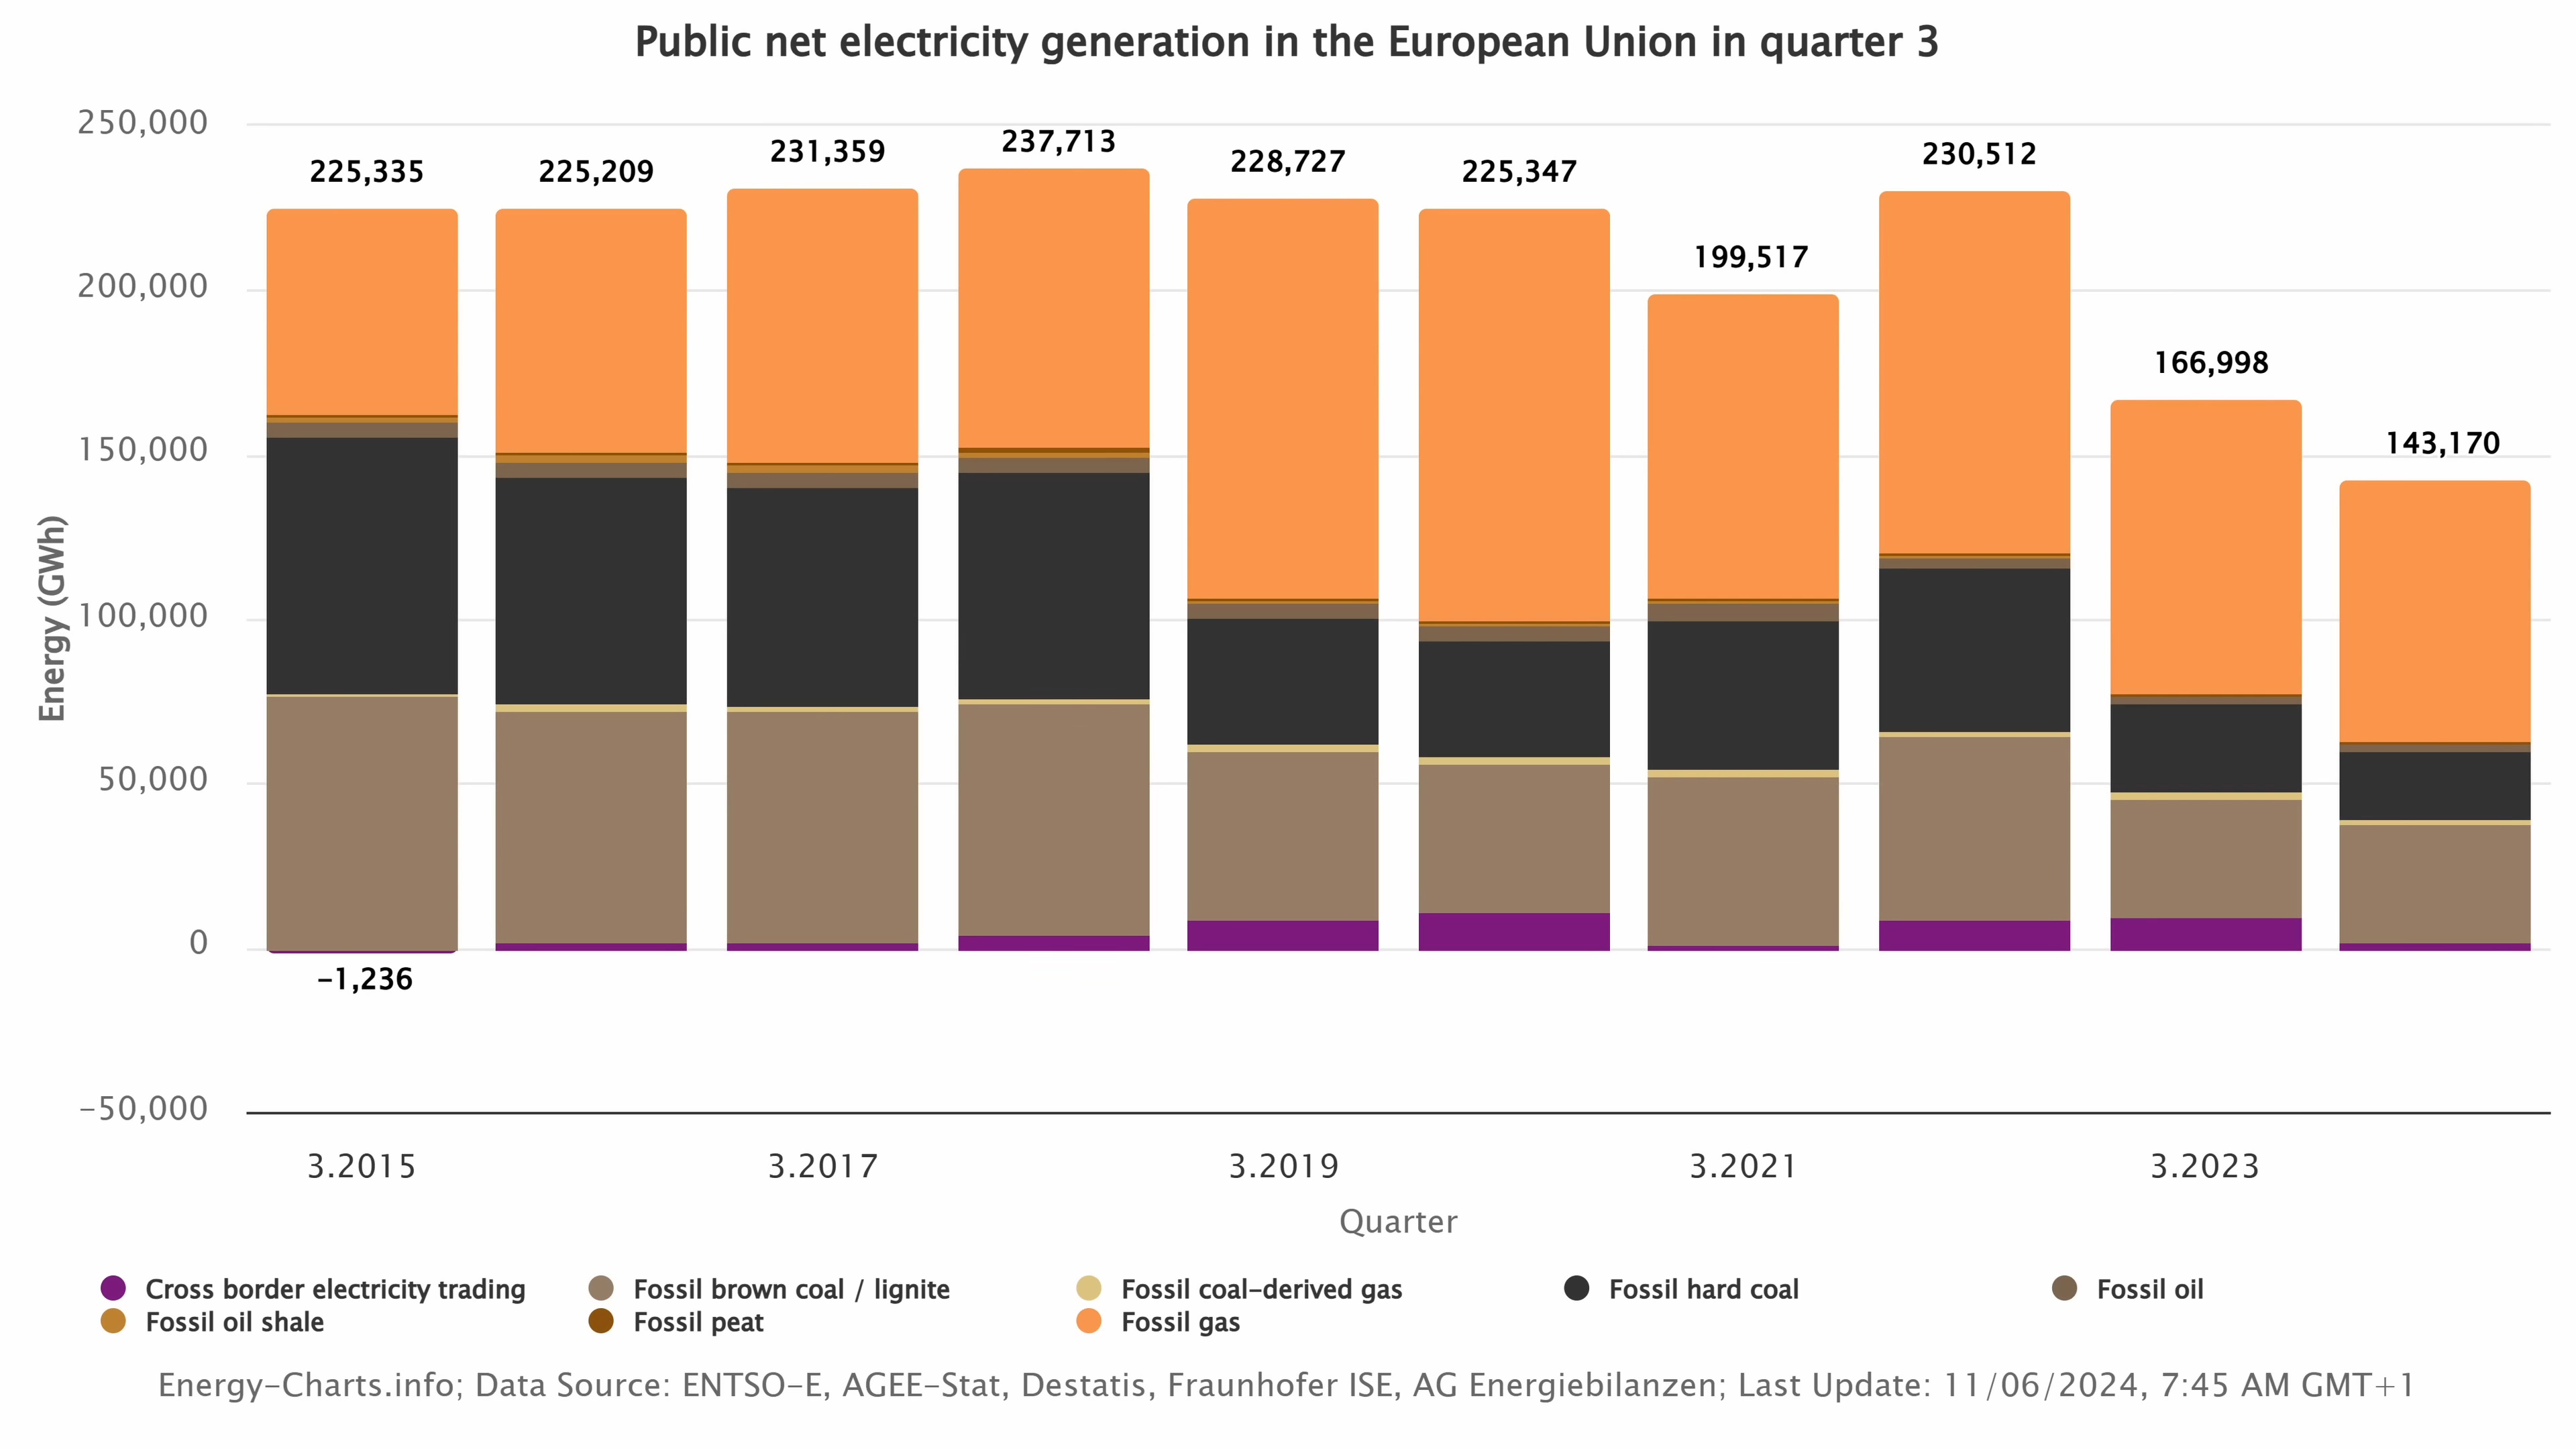 Public net electricity generation in the European Union in quarter 3
250,000
200,000
150,000
100,000
50,000
0
−50,000
Energy (GWh)
225,335
225,209
231,359
237,713
228,727
225,347
199,517
230,512
166,998
143,170
−1,236
3.2015
3.2017
3.2019
3.2021
3.2023
Quarter
Cross border electricity trading
Fossil brown coal / lignite
Fossil coal−derived gas
Fossil hard coal
Fossil oil
Fossil oil shale
Fossil peat
Fossil gas
Energy−Charts.info; Data Source: ENTSO−E, AGEE−Stat, Destatis, Fraunhofer ISE, AG Energiebilanzen; Last Update: 11/06/2024, 7:45 AM GMT+1